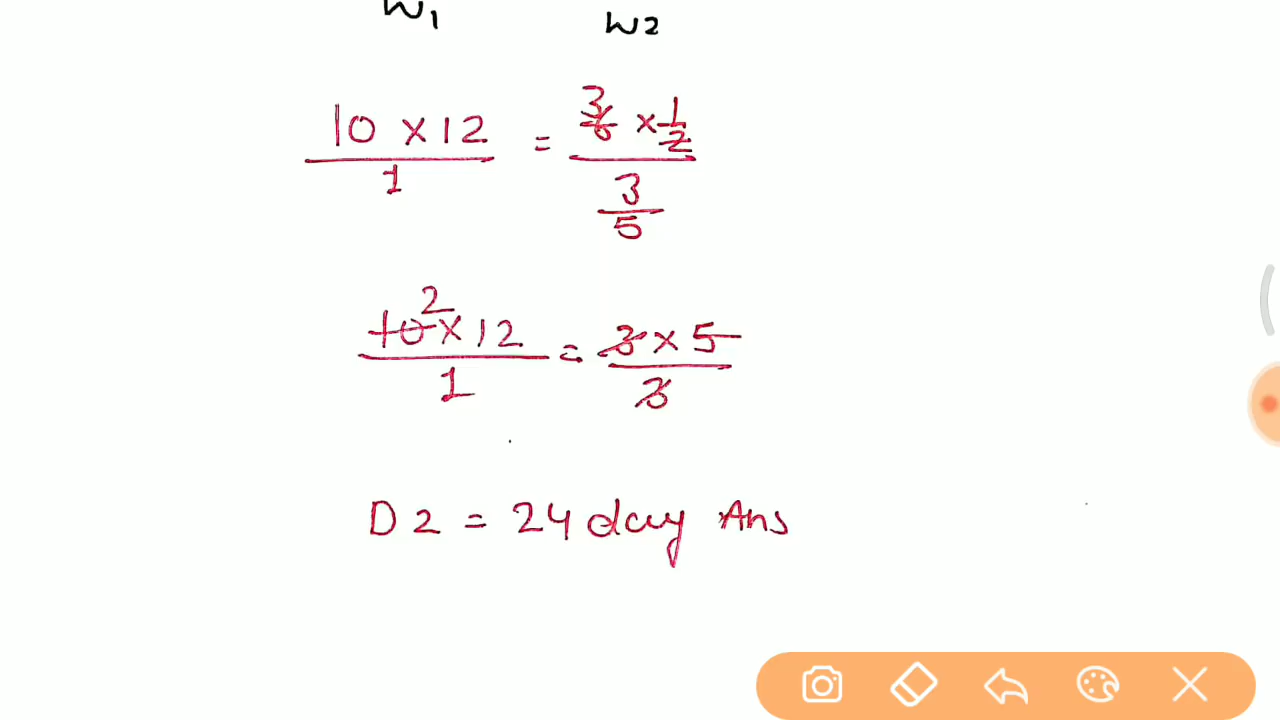 W1 W2
10 × 12 / 1 = 3 6 × 1/2 / 3/5
2
10 × 12 / 1 = 3 × 5 / 3
D2 = 24 day Ans